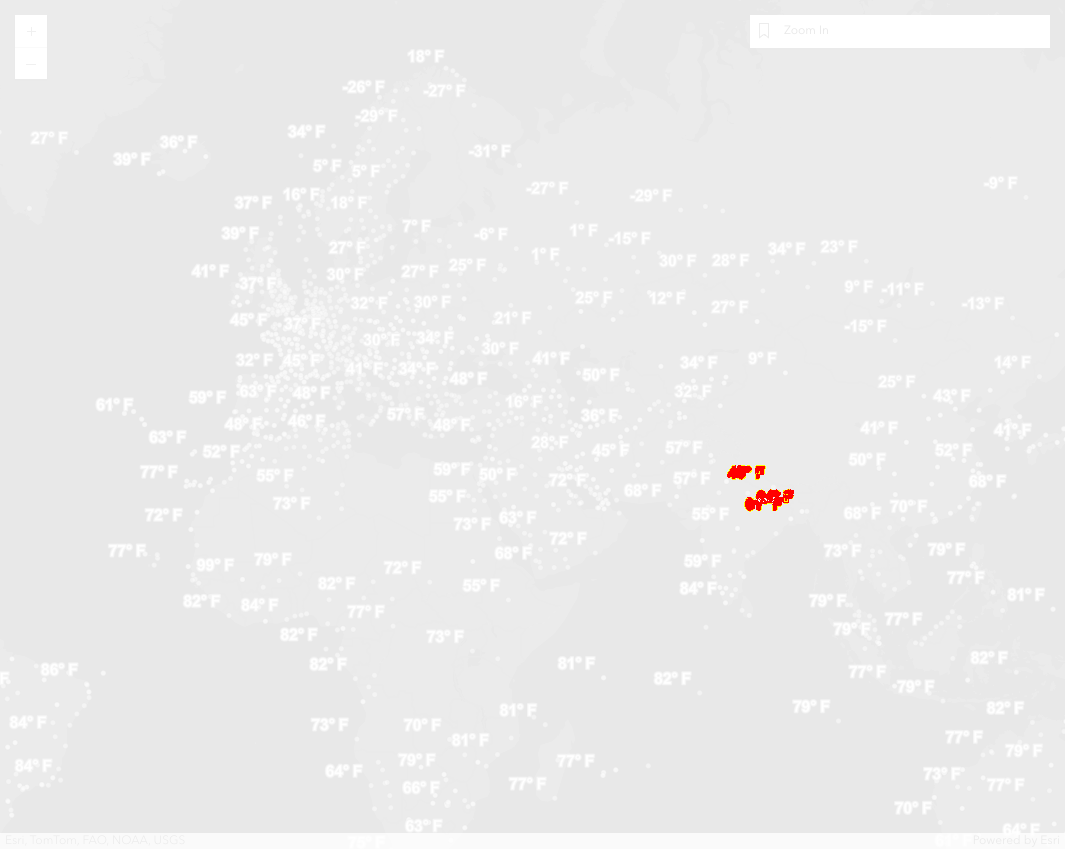 Zoom In
18° F
-26° F
-27° F
-29° F
34° F
27° F
36° F
39° F
-31° F
5° F
5° F
-27° F
-29° F
-9° F
16° F
37° F
18° F
7° F
1° F
39° F
-6° F
-15° F
27° F
34° F
23° F
1° F
30° F
28° F
25° F
41° F
30° F
27° F
37° F
9° F
-11° F
32° F
30° F
25° F
12° F
27° F
-13° F
45° F
37° F
21° F
-15° F
30° F
34° F
30° F
32° F
45° F
41° F
9° F
34° F
14° F
41° F
34° F
48° F
50° F
25° F
63° F
48° F
32° F
59° F
16° F
43° F
61° F
57° F
36° F
48° F
46° F
48° F
41° F
41° F
63° F
28° F
52° F
45° F
57° F
52° F
50° F
77° F
55° F
59° F
50° F
72° F
57° F
68° F
68° F
55° F
73° F
72° F
73° F
63° F
55° F
68° F
70° F
77° F
99° F
79° F
72° F
68° F
72° F
59° F
73° F
79° F
82° F
55° F
84° F
77° F
82° F
84° F
77° F
79° F
81° F
82° F
73° F
79° F
77° F
86° F
82° F
81° F
82° F
77° F
82° F
79° F
84° F
73° F
70° F
81° F
79° F
82° F
81° F
77° F
79° F
84° F
64° F
79° F
77° F
73° F
66° F
77° F
77° F
70° F
63° F
64° F
Esri, TomTom, FAO, NOAA, USGS
Powered by Esri